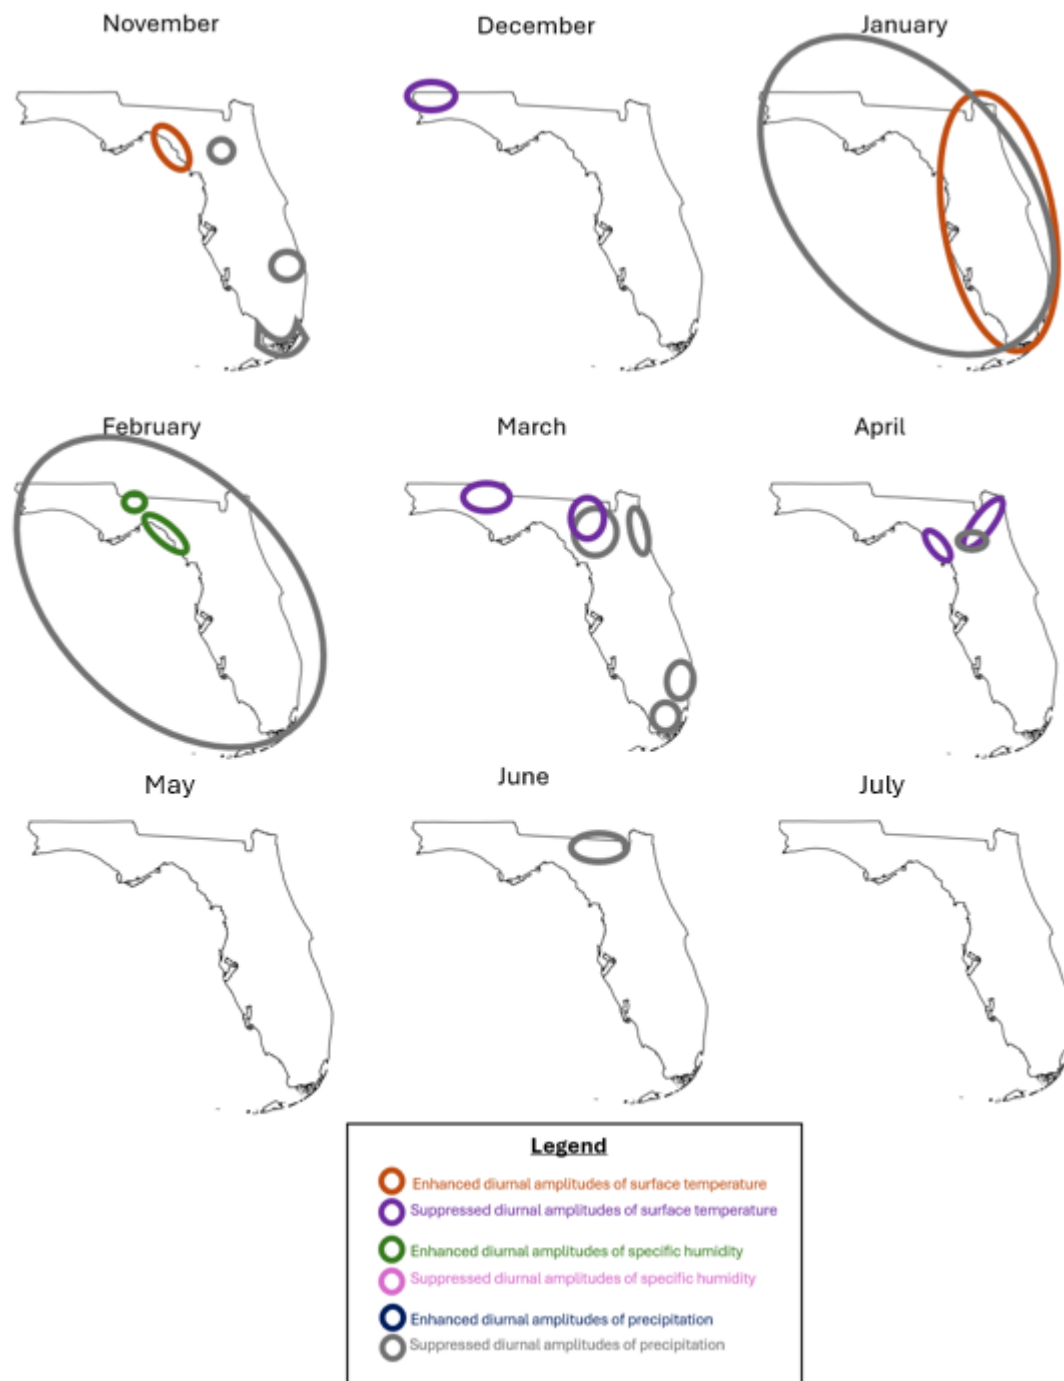 November
December
January
February
March
April
May
June
July
Legend
Enhanced diurnal amplitudes of surface temperature
Suppressed diurnal amplitudes of surface temperature
Enhanced diurnal amplitudes of specific humidity
Suppressed diurnal amplitudes of specific humidity
Enhanced diurnal amplitudes of precipitation
Suppressed diurnal amplitudes of precipitation